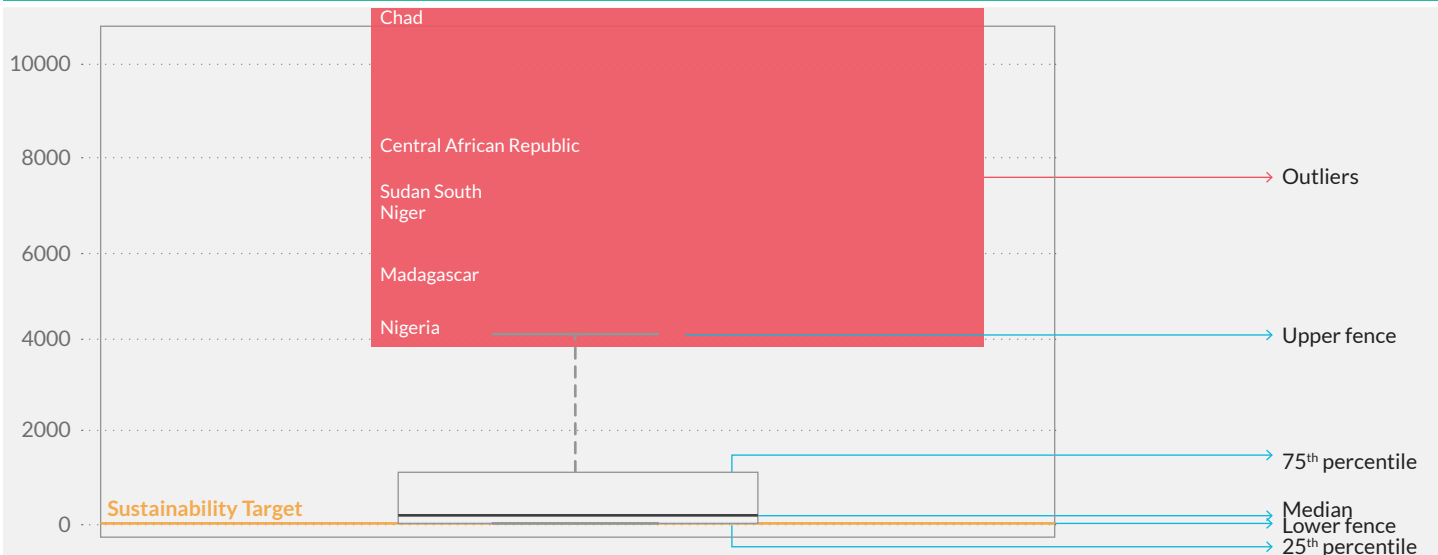 Chad
10000
Central African Republic
8000
Outliers
Sudan South
Niger
6000
Madagascar
Nigeria
4000
Upper fence
2000
75th percentile
Sustainability Target
Median
0
Lower fence
25th percentile